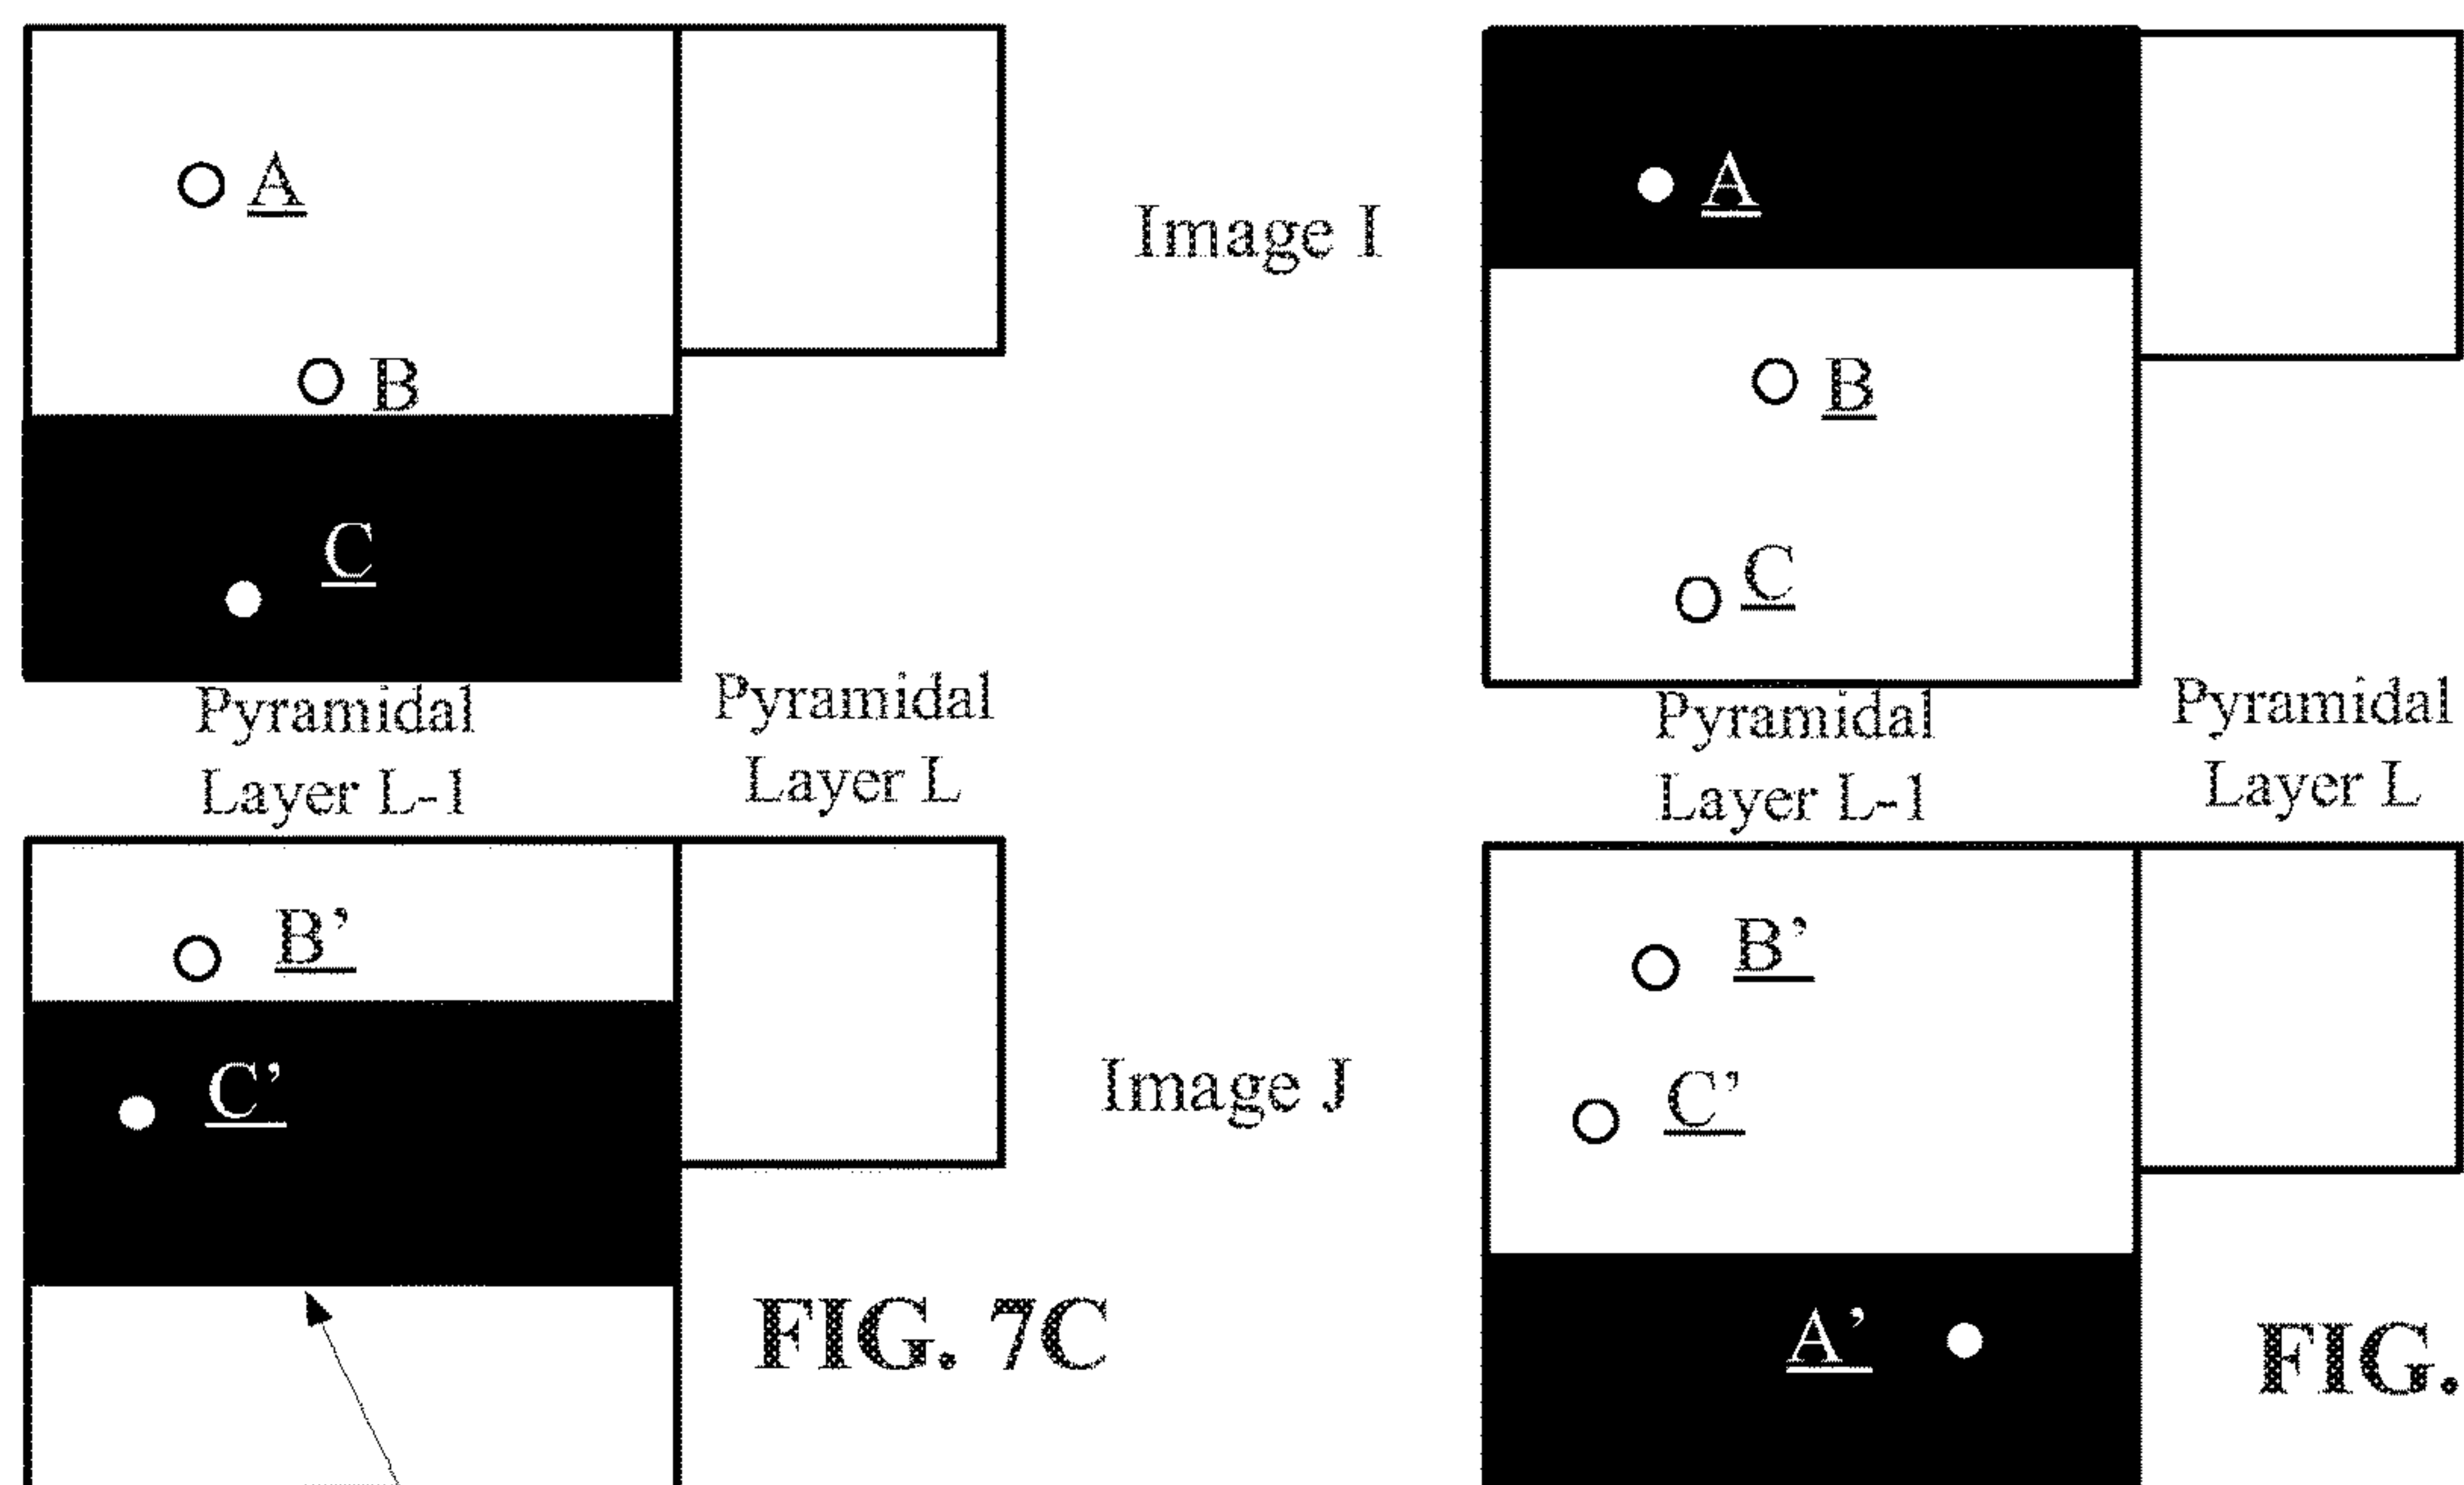 A
B
C
Pyramidal
Layer L-1
Pyramidal
Layer L
Image I
A
B
C
Pyramidal
Layer L-1
Pyramidal
Layer L
B’
C’
Image J
FIG. 7C
B’
C’
A’
FIG.